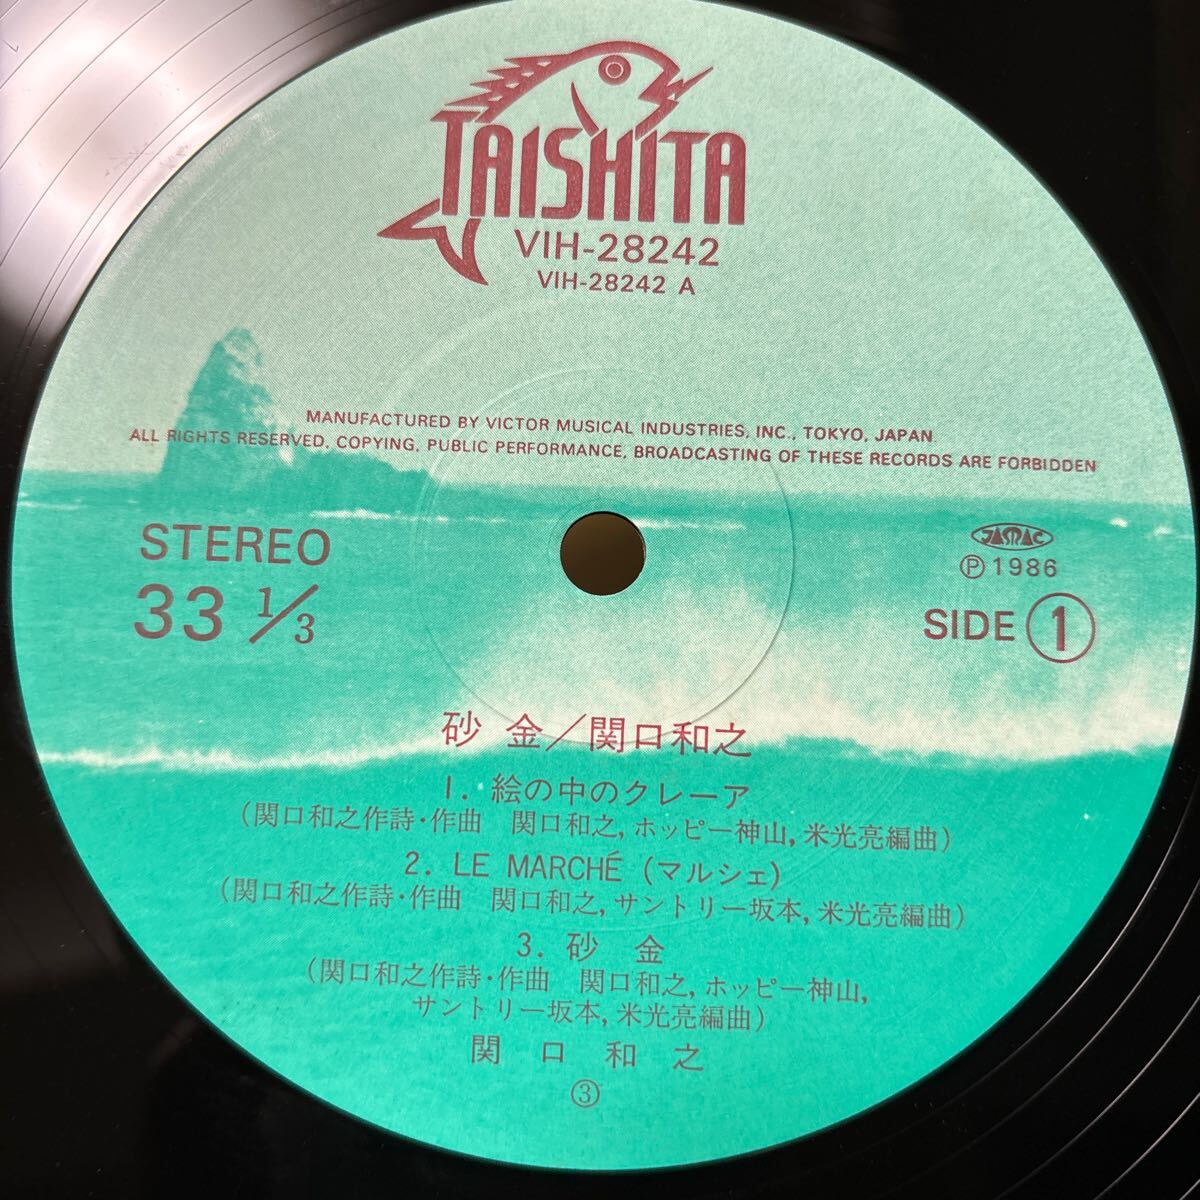 TAISHITA
VIH-28242
VIH-28242 A
MANUFACTURED BY VICTOR MUSICAL INDUSTRIES, INC., TOKYO, JAPAN.
ALL RIGHTS RESERVED. COPYING, PUBLIC PERFORMANCE, BROADCASTING OF THESE RECORDS ARE FORBIDDEN
STEREO
33 1/3
JASRAC
Ⓟ1986
SIDE ①
砂 金／関口和之
1. 絵の中のクレーア
(関口和之作詩・作曲 関口和之, ホッピー神山, 米光亮編曲)
2. LE MARCHÉ (マルシェ)
(関口和之作詩・作曲 関口和之, サントリー坂本, 米光亮編曲)
3. 砂 金
(関口和之作詩・作曲 関口和之, ホッピー神山,
サントリー坂本, 米光亮編曲)
関 口 和 之
③